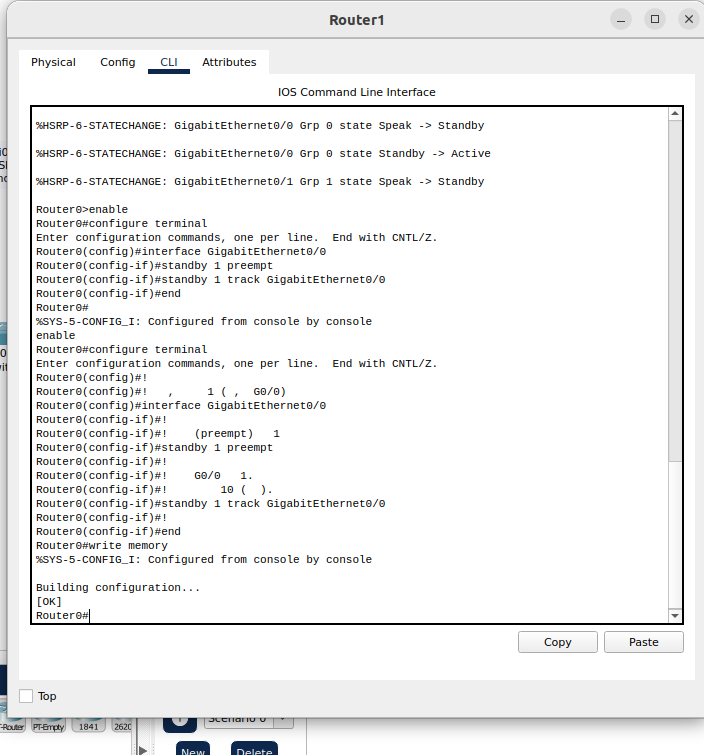 Router1
Physical
Config
CLI
Attributes
IOS Command Line Interface
%HSRP-6-STATECHANGE: GigabitEthernet0/0 Grp 0 state Speak -> Standby
%HSRP-6-STATECHANGE: GigabitEthernet0/0 Grp 0 state Standby -> Active
%HSRP-6-STATECHANGE: GigabitEthernet0/1 Grp 1 state Speak -> Standby
Router0>enable
Router0#configure terminal
Enter configuration commands, one per line.  End with CNTL/Z.
Router0(config)#interface GigabitEthernet0/0
Router0(config-if)#standby 1 preempt
Router0(config-if)#standby 1 track GigabitEthernet0/0
Router0(config-if)#end
Router0#
%SYS-5-CONFIG_I: Configured from console by console
enable
Router0#configure terminal
Enter configuration commands, one per line.  End with CNTL/Z.
Router0(config)#!
Router0(config)#!   ,     1 ( ,  G0/0)
Router0(config)#interface GigabitEthernet0/0
Router0(config-if)#!
Router0(config-if)#!    (preempt)   1
Router0(config-if)#standby 1 preempt
Router0(config-if)#!
Router0(config-if)#!    G0/0   1.
Router0(config-if)#!        10 (  ).
Router0(config-if)#standby 1 track GigabitEthernet0/0
Router0(config-if)#!
Router0(config-if)#end
Router0#write memory
%SYS-5-CONFIG_I: Configured from console by console
Building configuration...
[OK]
Router0#
Copy
Paste
Top
-Router
PT-Empty
1841
262
Scenario 0
New
Delete